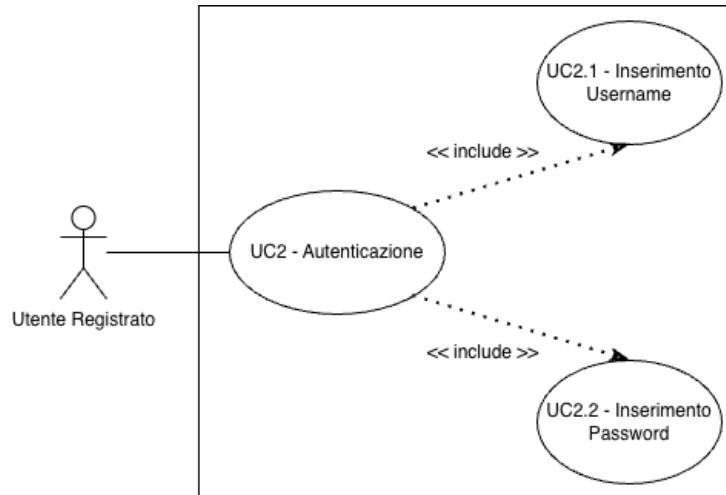 UC2.1 - Inserimento
Username
<< include >>
UC2 - Autenticazione
Utente Registrato
<< include >>
UC2.2 - Inserimento
Password